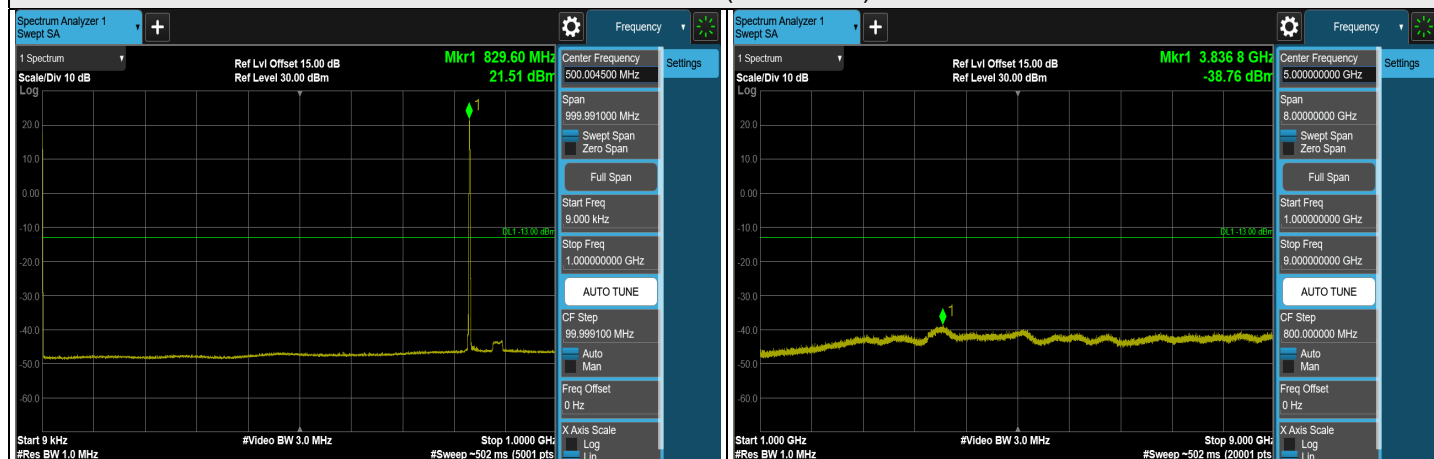 Spectrum Analyzer 1
Swept SA
+
Frequency
1 Spectrum
Scale/Div 10 dB
Log
Ref Lvl Offset 15.00 dB
Ref Level 30.00 dBm
Mkr1 829.60 MHz
21.51 dBm
1
20.0
10.0
0.00
-10.0
-20.0
-30.0
-40.0
-50.0
-60.0
DL1 -13.00 dBm
Start 9 kHz
#Res BW 1.0 MHz
#Video BW 3.0 MHz
Stop 1.0000 GHz
#Sweep ~502 ms (5001 pts
Center Frequency
500.004500 MHz
Settings
Span
999.991000 MHz
Swept Span
Zero Span
Full Span
Start Freq
9.000 kHz
Stop Freq
1.000000000 GHz
AUTO TUNE
CF Step
99.999100 MHz
Auto
Man
Freq Offset
0 Hz
X Axis Scale
Log
Lin
Spectrum Analyzer 1
Swept SA
+
Frequency
1 Spectrum
Scale/Div 10 dB
Log
Ref Lvl Offset 15.00 dB
Ref Level 30.00 dBm
Mkr1 3.836 8 GHz
-38.76 dBm
1
20.0
10.0
0.00
-10.0
-20.0
-30.0
-40.0
-50.0
-60.0
DL1 -13.00 dBm
Start 1.000 GHz
#Res BW 1.0 MHz
#Video BW 3.0 MHz
Stop 9.000 GHz
#Sweep ~502 ms (20001 pts
Center Frequency
5.000000000 GHz
Settings
Span
8.00000000 GHz
Swept Span
Zero Span
Full Span
Start Freq
1.000000000 GHz
Stop Freq
9.000000000 GHz
AUTO TUNE
CF Step
800.000000 MHz
Auto
Man
Freq Offset
0 Hz
X Axis Scale
Log
Lin